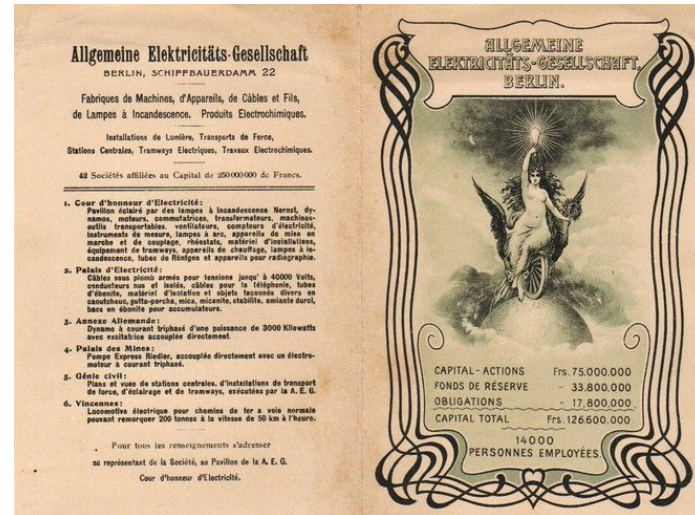 Allgemeine Elektricitäts-Gesellschaft
BERLIN, SCHIFFBAUERDAMM 22
Fabriques de Machines, d'Appareils, de Câbles et Fils,
de Lampes à Incandescence. Produits Electrochimiques.
Installations de Lumière, Transports de Force,
Stations Centrales, Tramways Electriques, Travaux Electrochimiques.
42 Sociétés affiliées au Capital de 250 000 000 de Francs.
1. Cour d'honneur d'Electricité:
Pavillon éclairé par des lampes à incandescence Nernst, dy-
namos, moteurs, commutatrices, transformateurs, machines-
outils transportables, ventilateurs, compteurs d'électricité,
instruments de mesure, lampes à arc, appareils de mise en
marche et de couplage, rhéostats, matériel d'installations,
équipement de tramways, appareils de chauffage, lampes à in-
candescence, tubes de Röntgen et appareils pour radiographie.
2. Palais d'Electricité:
Câbles sous plomb armés pour tensions jusqu' à 40000 Volts,
conducteurs nus et isolés, câbles pour la téléphonie, tubes
d'ébonite, matériel d'isolation et objets façonnés divers en
caoutchouc, gutta-percha, mica, micanite, stabilite, amiante durci,
bacs en ébonite pour accumulateurs.
3. Annexe Allemande:
Dynamo à courant triphasé d'une puissance de 3000 Kilowatts
avec excitatrice accouplée directement.
4. Palais des Mines:
Pompe Express Riedler, accouplée directement avec un électro-
moteur à courant triphasé.
5. Génie civil:
Plans et vues de stations centrales, d'installations de transport
de force, d'éclairage et de tramways, exécutées par la A. E. G.
6. Vincennes:
Locomotive électrique pour chemins de fer a voie normale
pouvant remorquer 200 tonnes à la vitesse de 50 km à l'heure.
Pour tous les renseignements s'adresser
au représentant de la Société, au Pavillon de la A. E. G.
Cour d'honneur d'Electricité.
ALLGEMEINE
ELEKTRICITÄTS-GESELLSCHAFT,
BERLIN.
CAPITAL-ACTIONS Frs. 75.000.000
FONDS DE RÉSERVE " 33.800.000
OBLIGATIONS " 17.800.000
CAPITAL TOTAL Frs. 126.600.000
14000
PERSONNES EMPLOYÉES.